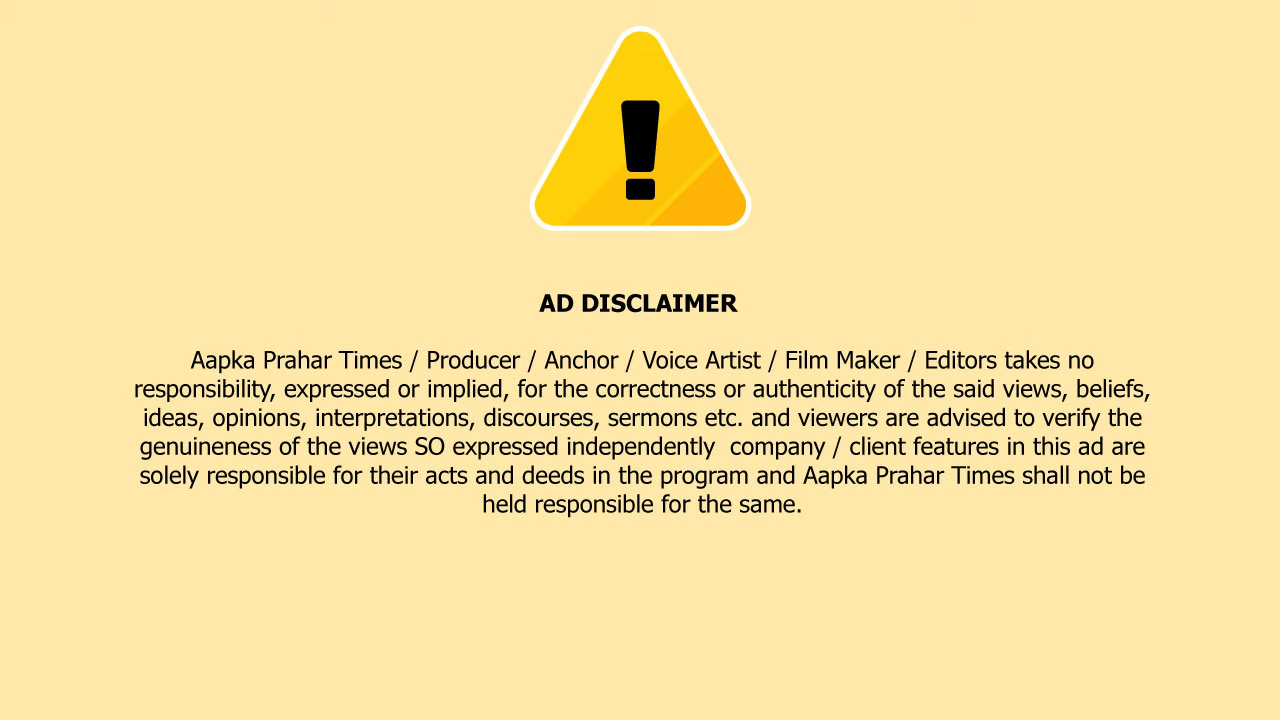 AD DISCLAIMER
Aapka Prahar Times / Producer / Anchor / Voice Artist / Film Maker / Editors takes no
responsibility, expressed or implied, for the correctness or authenticity of the said views, beliefs,
ideas, opinions, interpretations, discourses, sermons etc. and viewers are advised to verify the
genuineness of the views SO expressed independently  company / client features in this ad are
solely responsible for their acts and deeds in the program and Aapka Prahar Times shall not be
held responsible for the same.